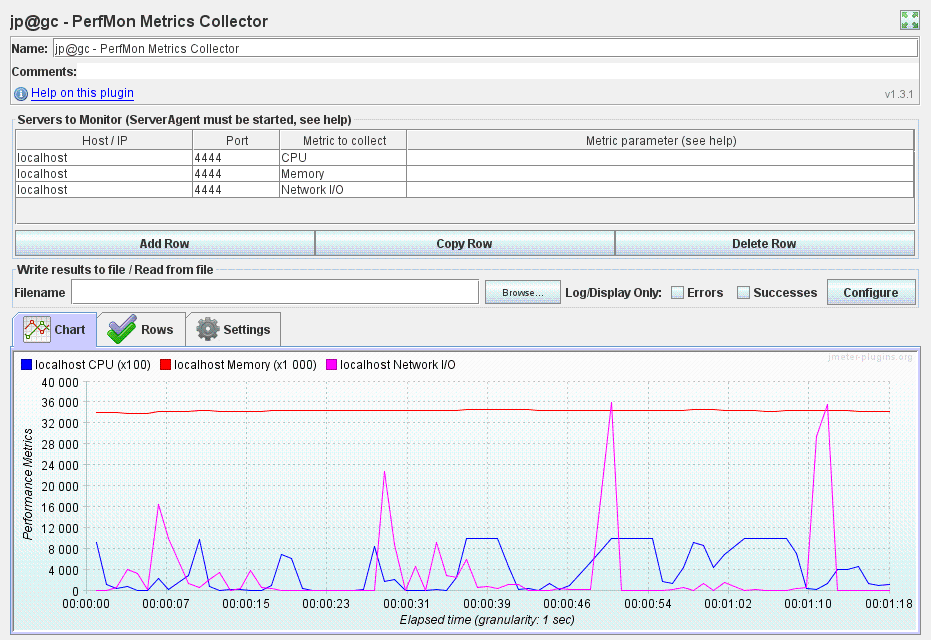 jp@gc - PerfMon Metrics Collector
Name: jp@gc - PerfMon Metrics Collector
Comments:
Help on this plugin v1.3.1
Servers to Monitor (ServerAgent must be started, see help)
Host / IP Port Metric to collect Metric parameter (see help)
localhost 4444 CPU
localhost 4444 Memory
localhost 4444 Network I/O
Add Row Copy Row Delete Row
Write results to file / Read from file
Filename Browse... Log/Display Only: Errors Successes Configure
Chart Rows Settings
jmeter-plugins.org
localhost CPU (x100) localhost Memory (x1 000) localhost Network I/O
40 000
36 000
32 000
28 000
24 000
20 000
16 000
12 000
8 000
4 000
0
Performance Metrics
00:00:00 00:00:07 00:00:15 00:00:23 00:00:31 00:00:39 00:00:46 00:00:54 00:01:02 00:01:10 00:01:18
Elapsed time (granularity: 1 sec)